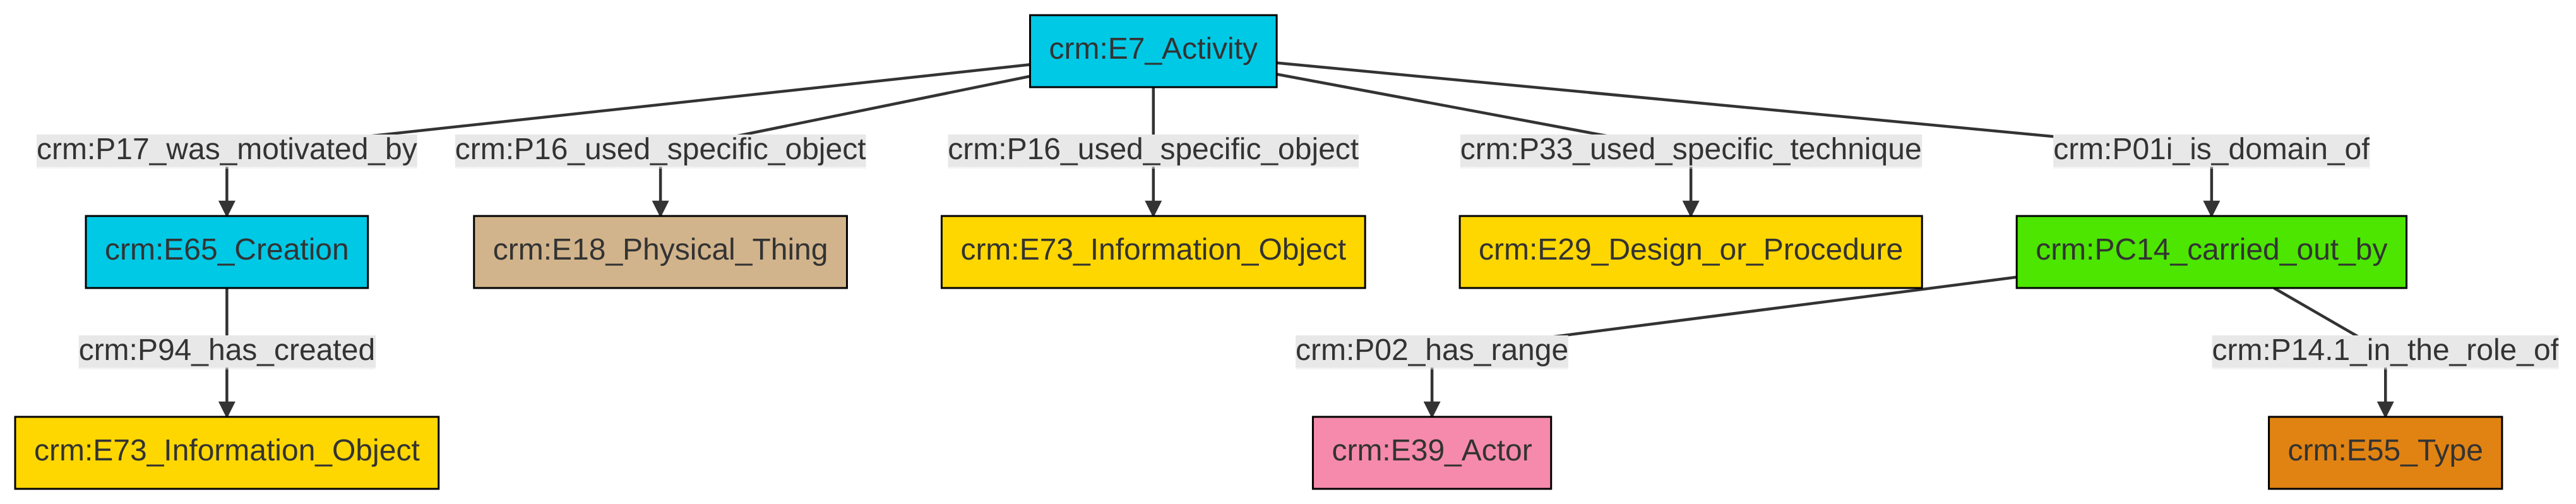 crm:E7_Activity
crm:P17_was_motivated_by
crm:P16_used_specific_object
crm:P16_used_specific_object
crm:P33_used_specific_technique
crm:P01i_is_domain_of
crm:E65_Creation
crm:E18_Physical_Thing
crm:E73_Information_Object
crm:E29_Design_or_Procedure
crm:PC14_carried_out_by
crm:P94_has_created
crm:P02_has_range
crm:P14.1_in_the_role_of
crm:E73_Information_Object
crm:E39_Actor
crm:E55_Type